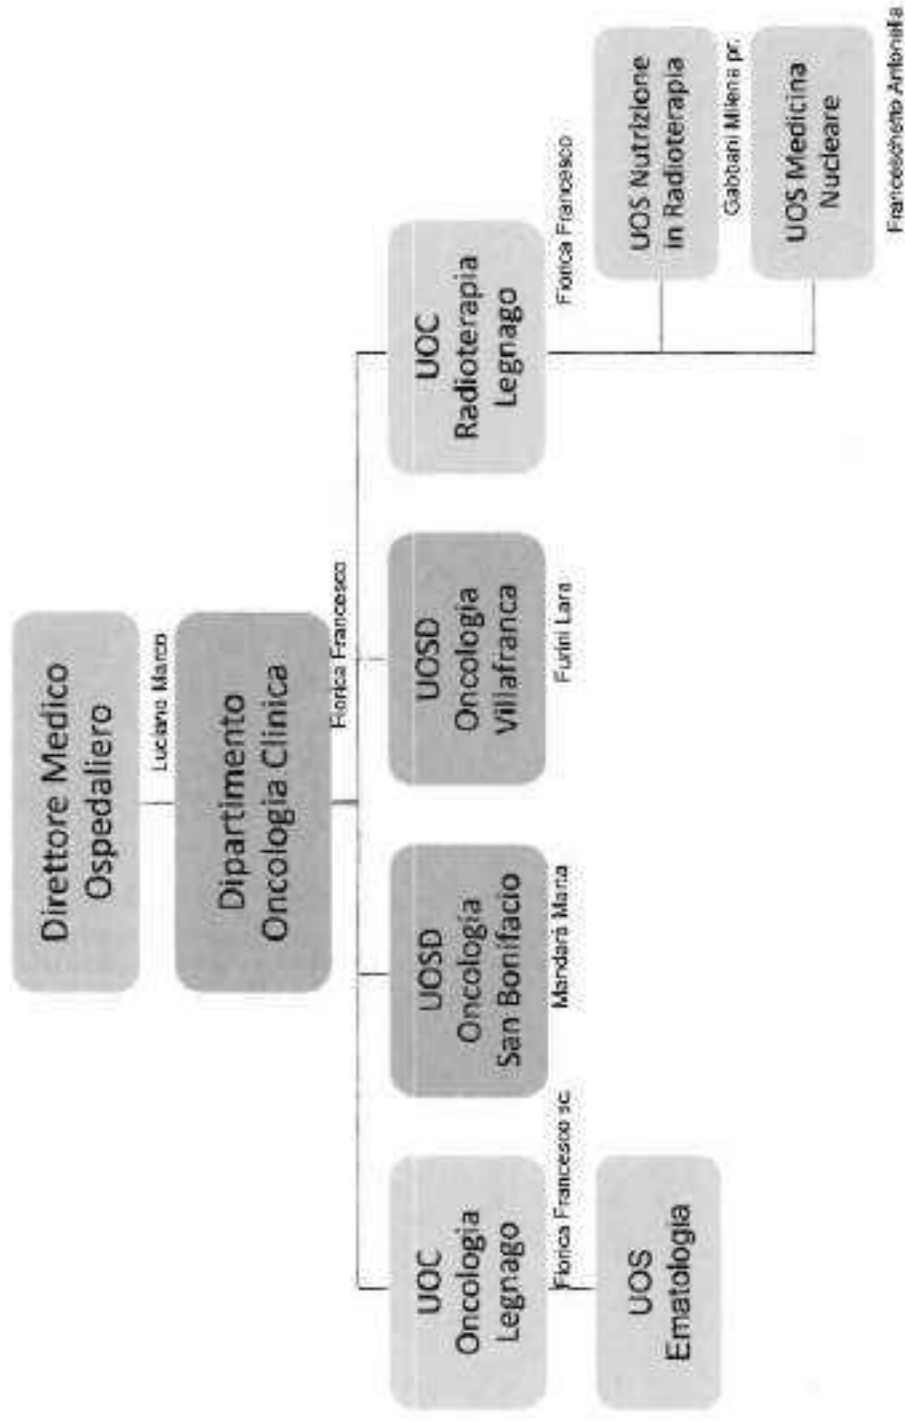 Direttore Medico
Ospedaliero
Luciano Marco
Dipartimento
Oncologia Clinica
Fiorica Francesco
UOC
Oncologia
Legnago
Fiorica Francesco sc.
UOS
Ematologia
UOSD
Oncologia
San Bonifacio
Mandarà Marta
UOSD
Oncologia
Villafranca
Furini Lara
UOC
Radioterapia
Legnago
Fiorica Francesco
UOS Nutrizione
in Radioterapia
Gabbani Milena pr.
UOS Medicina
Nucleare
Franceschetto Antonella